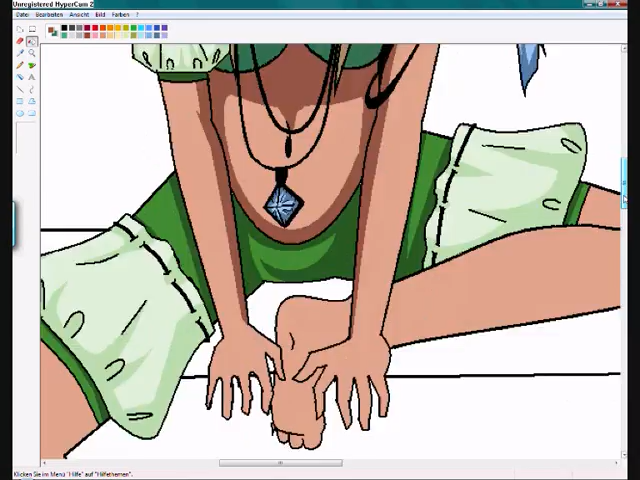 Unregistered HyperCam 2
Datei Bearbeiten Ansicht Bild Farben ?
Klicken Sie im Menü "Hilfe" auf "Hilfethemen".